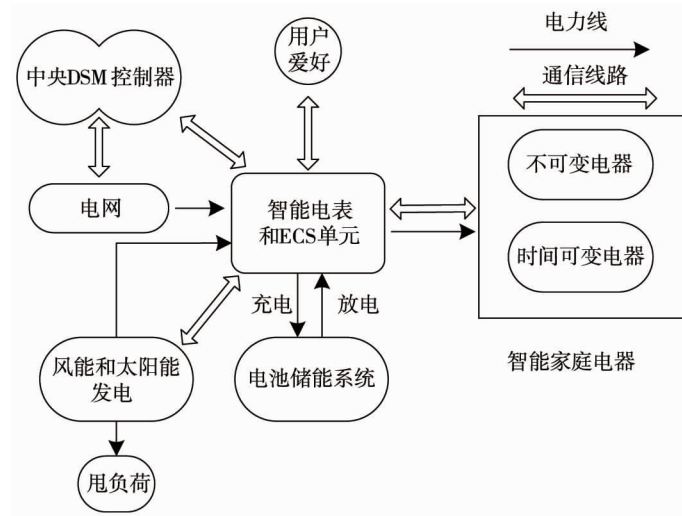 中央DSM控制器
用户
爱好
电力线
通信线路
电网
智能电表
和ECS单元
不可变电器
时间可变电器
充电
放电
风能和太阳能
发电
电池储能系统
智能家庭电器
甩负荷